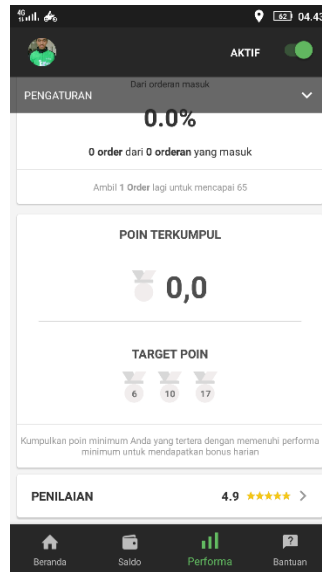 4G
62 04.43
AKTIF
Dari orderan masuk
PENGATURAN
0.0%
0 order dari 0 orderan yang masuk
Ambil 1 Order lagi untuk mencapai 65
POIN TERKUMPUL
0,0
TARGET POIN
6 10 17
Kumpulkan poin minimum Anda yang tertera dengan memenuhi performa
minimum untuk mendapatkan bonus harian
PENILAIAN 4.9
Beranda Saldo Performa Bantuan